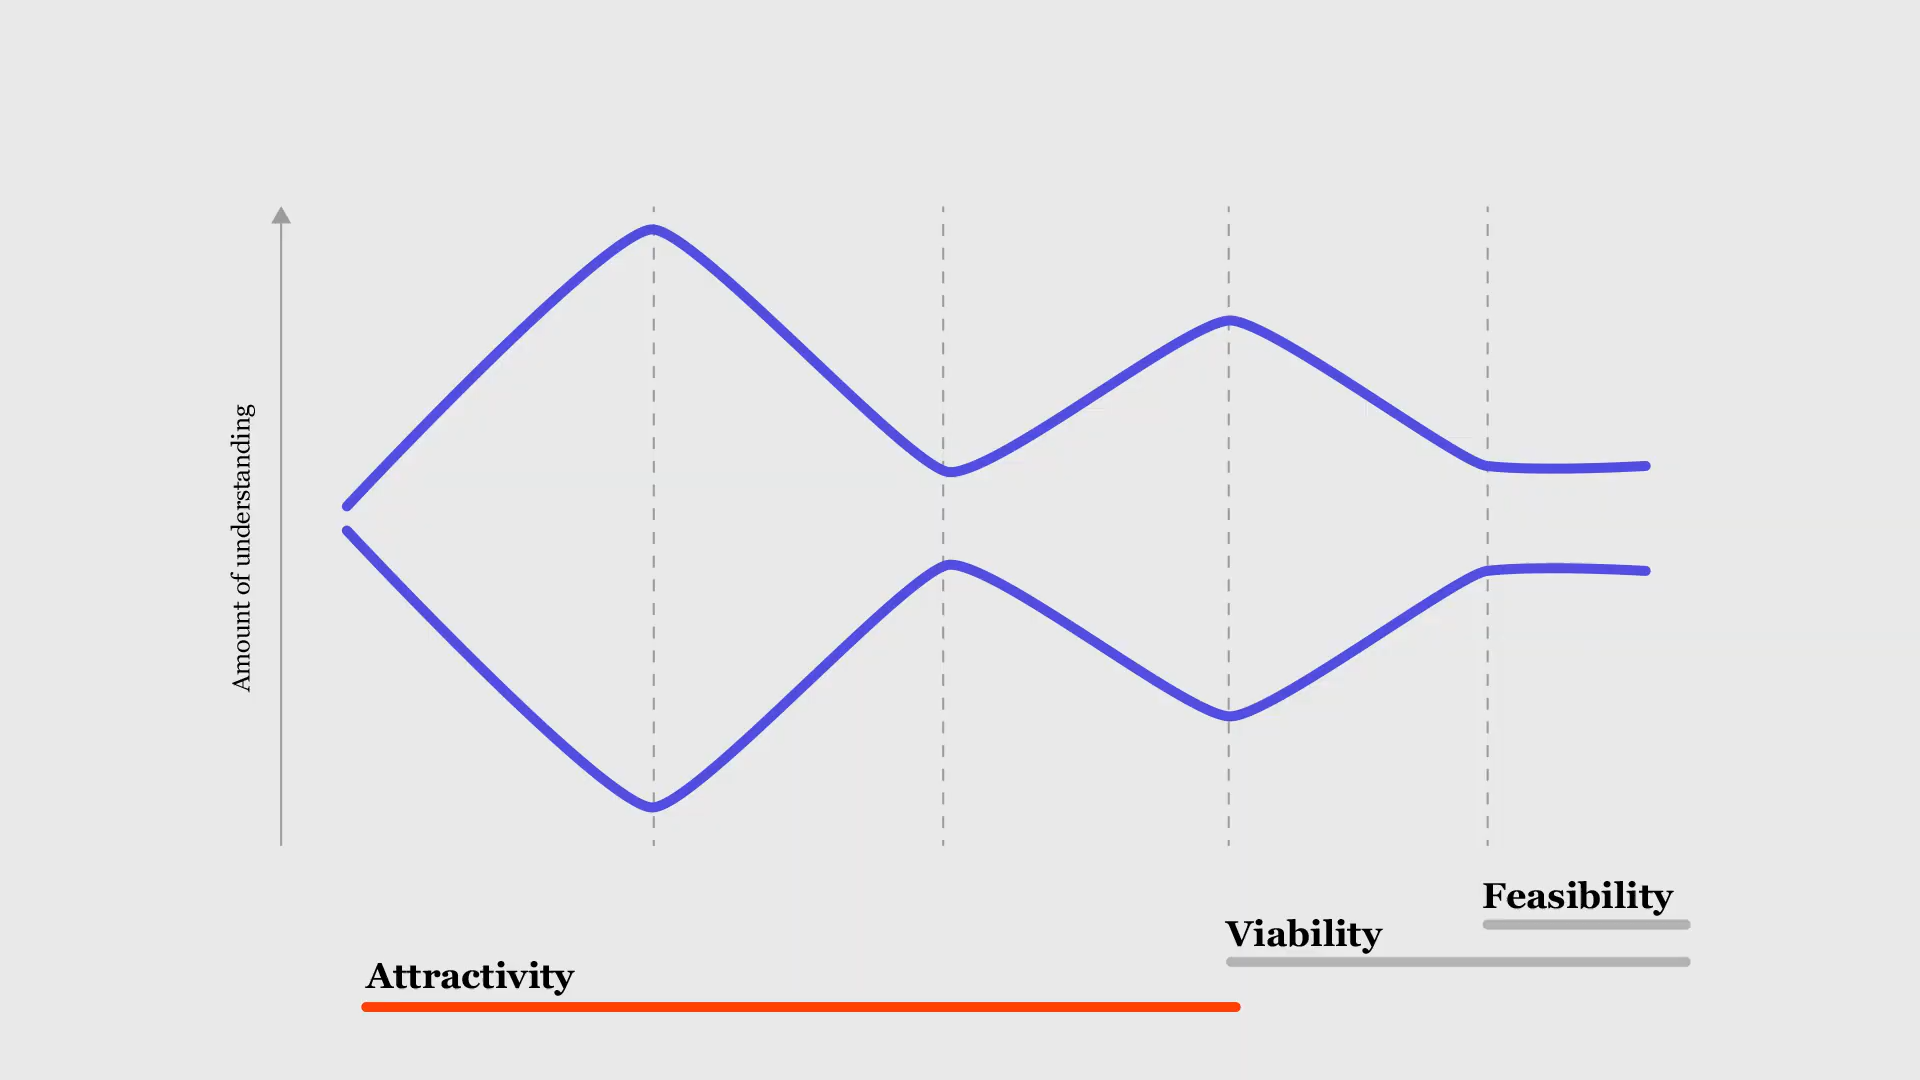 Amount of understanding
Feasibility
Viability
Attractivity